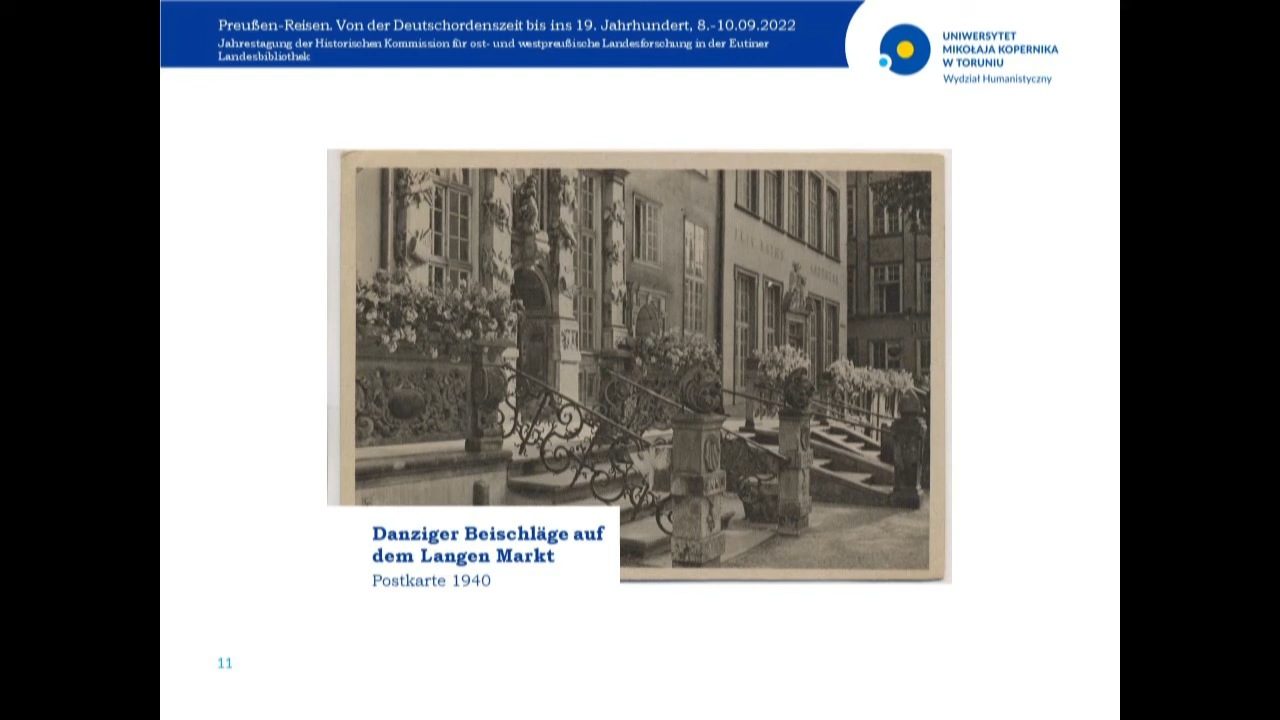 Preußen-Reisen. Von der Deutschordenszeit bis ins 19. Jahrhundert, 8.-10.09.2022
Jahrestagung der Historischen Kommission für ost- und westpreußische Landesforschung in der Eutiner
Landesbibliothek
UNIWERSYTET
MIKOŁAJA KOPERNIKA
W TORUNIU
Wydział Humanistyczny
Danziger Beischläge auf
dem Langen Markt
Postkarte 1940
11